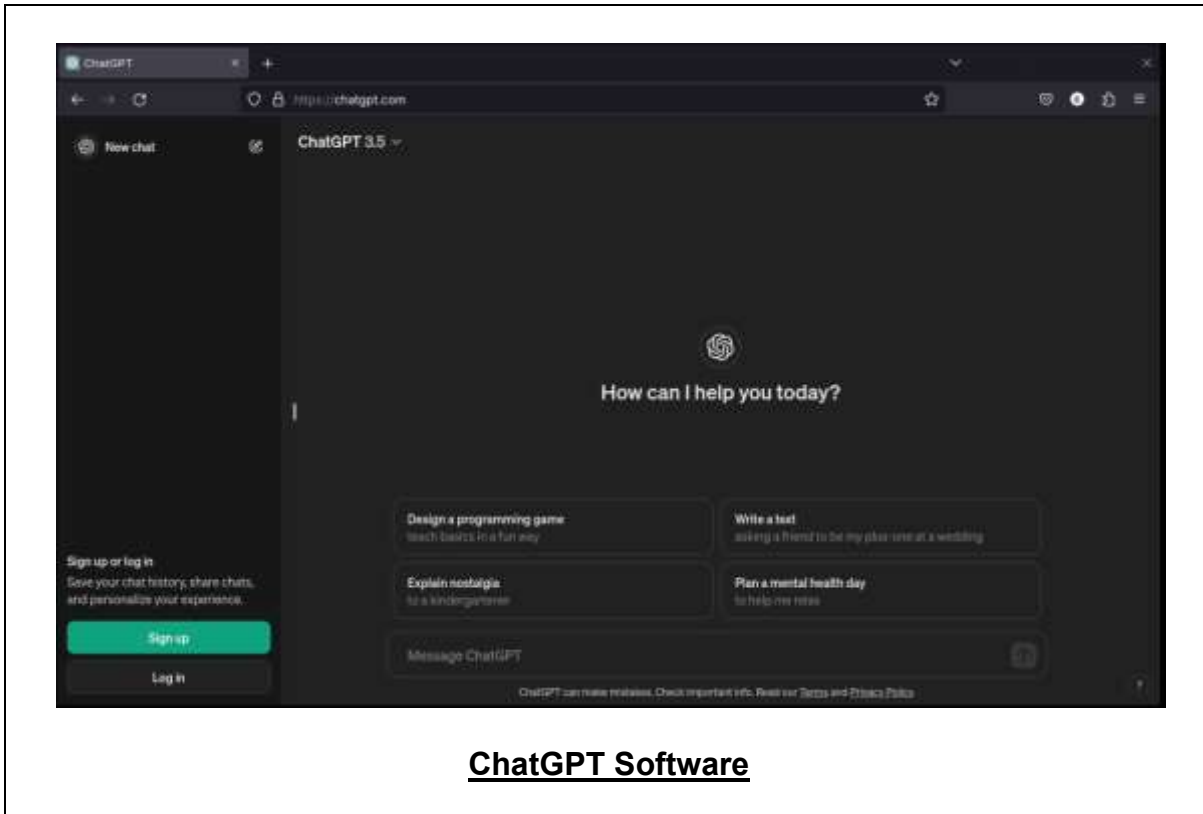 ChatGPT
https://chatgpt.com
New chat
ChatGPT 3.5
How can I help you today?
Design a programming game
teach basics in a fun way
Write a text
asking a friend to be my plus-one at a wedding
Explain nostalgia
to a kindergartener
Plan a mental health day
to help me relax
Sign up or log in
Save your chat history, share chats,
and personalize your experience.
Sign up
Log in
Message ChatGPT
ChatGPT can make mistakes. Check important info. Read our Terms and Privacy Policy
?
ChatGPT Software